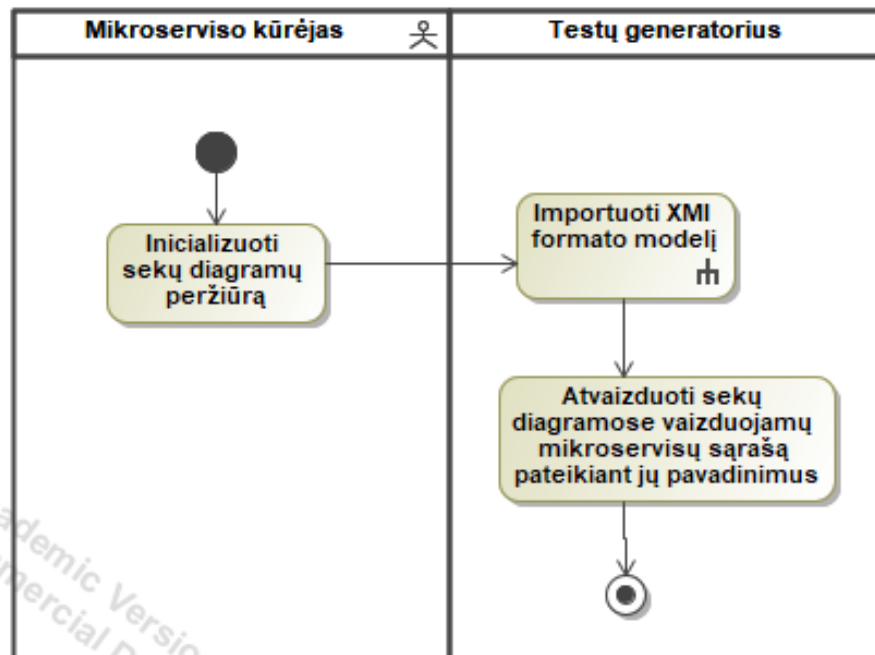 Mikroserviso kūrėjas
Testų generatorius
Inicializuoti
sekų diagramų
peržiūrą
Importuoti XMI
formato modelį
Atvaizduoti sekų
diagramose vaizduojamų
mikroservisų sąrašą
pateikiant jų pavadinimus